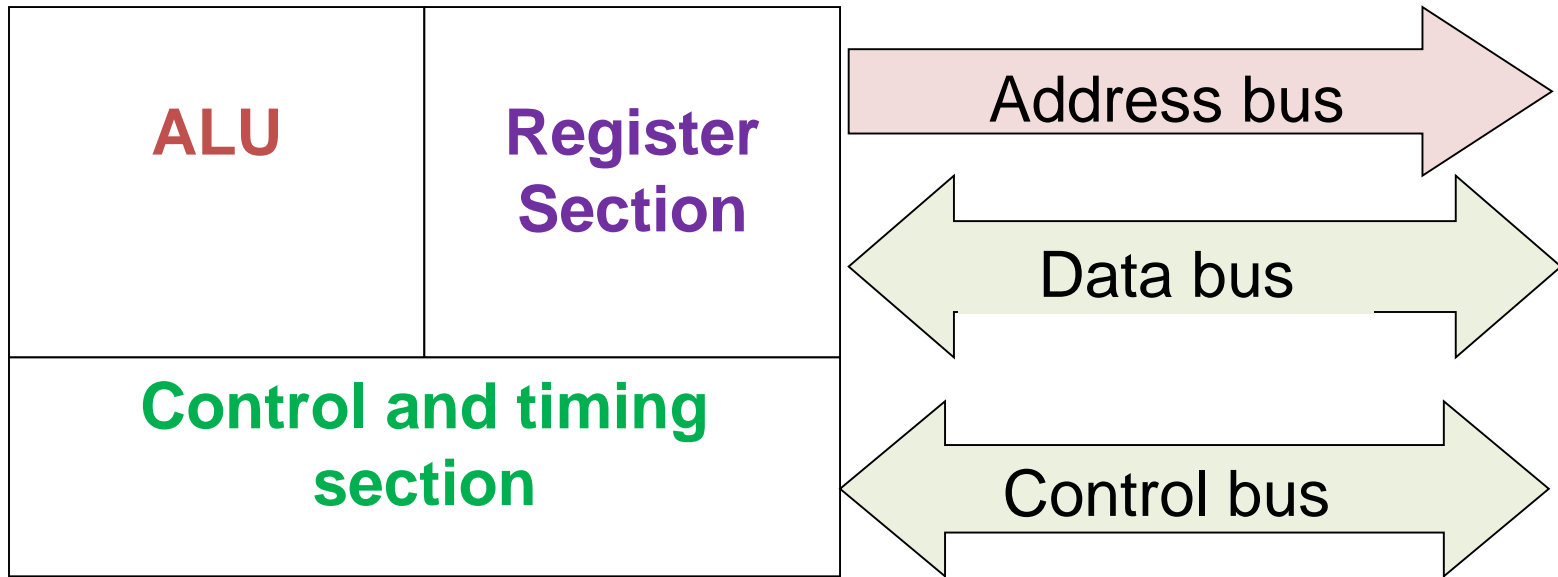 ALU
Register
Section
Control and timing
section
Address bus
Data bus
Control bus